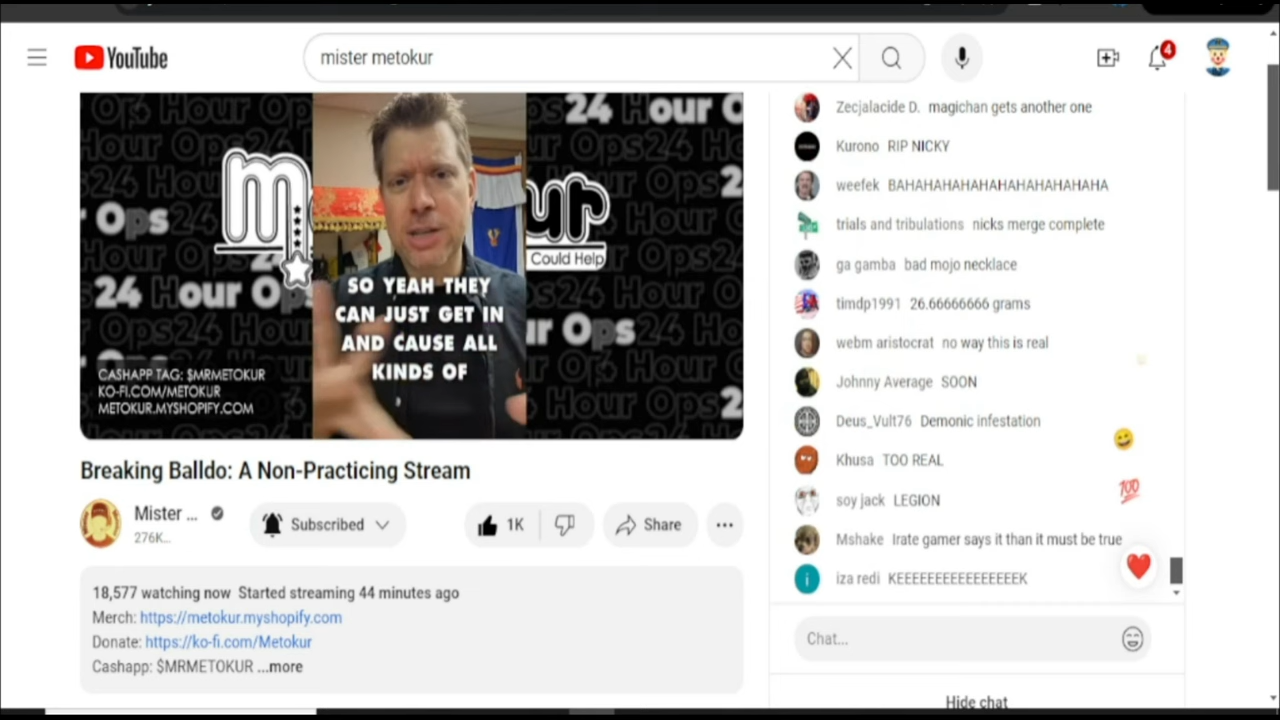 YouTube
mister metokur
4
24 Hour Ops
Could Help
SO YEAH THEY
CAN JUST GET IN
AND CAUSE ALL
KINDS OF
CASHAPP TAG: $MRMETOKUR
KO-FI.COM/METOKUR
METOKUR.MYSHOPIFY.COM
Breaking Balldo: A Non-Practicing Stream
Mister ...
276K...
Subscribed
1K
Share
18,577 watching now Started streaming 44 minutes ago
Merch: https://metokur.myshopify.com
Donate: https://ko-fi.com/Metokur
Cashapp: $MRMETOKUR ...more
Zecjalacide D. magichan gets another one
Kurono RIP NICKY
weefek BAHAHAHAHAHAHAHAHAHAHA
trials and tribulations nicks merge complete
ga gamba bad mojo necklace
timdp1991 26.66666666 grams
webm aristocrat no way this is real
Johnny Average SOON
Deus_Vult76 Demonic infestation
Khusa TOO REAL
soy jack LEGION
Mshake Irate gamer says it than it must be true
iza redi KEEEEEEEEEEEEEEEEK
100
Chat...
Hide chat